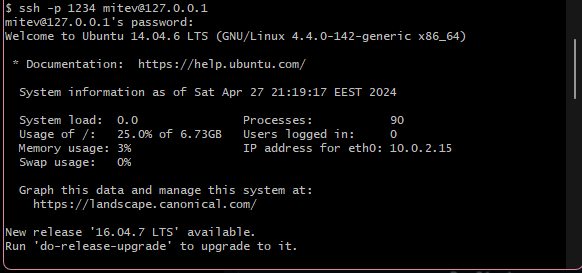 $ ssh -p 1234 mitev@127.0.0.1
mitev@127.0.0.1's password:
Welcome to Ubuntu 14.04.6 LTS (GNU/Linux 4.4.0-142-generic x86_64)
* Documentation:  https://help.ubuntu.com/
System information as of Sat Apr 27 21:19:17 EEST 2024
System load:  0.0               Processes:           90
Usage of /:   25.0% of 6.73GB   Users logged in:     0
Memory usage: 3%                IP address for eth0: 10.0.2.15
Swap usage:   0%
Graph this data and manage this system at:
https://landscape.canonical.com/
New release '16.04.7 LTS' available.
Run 'do-release-upgrade' to upgrade to it.